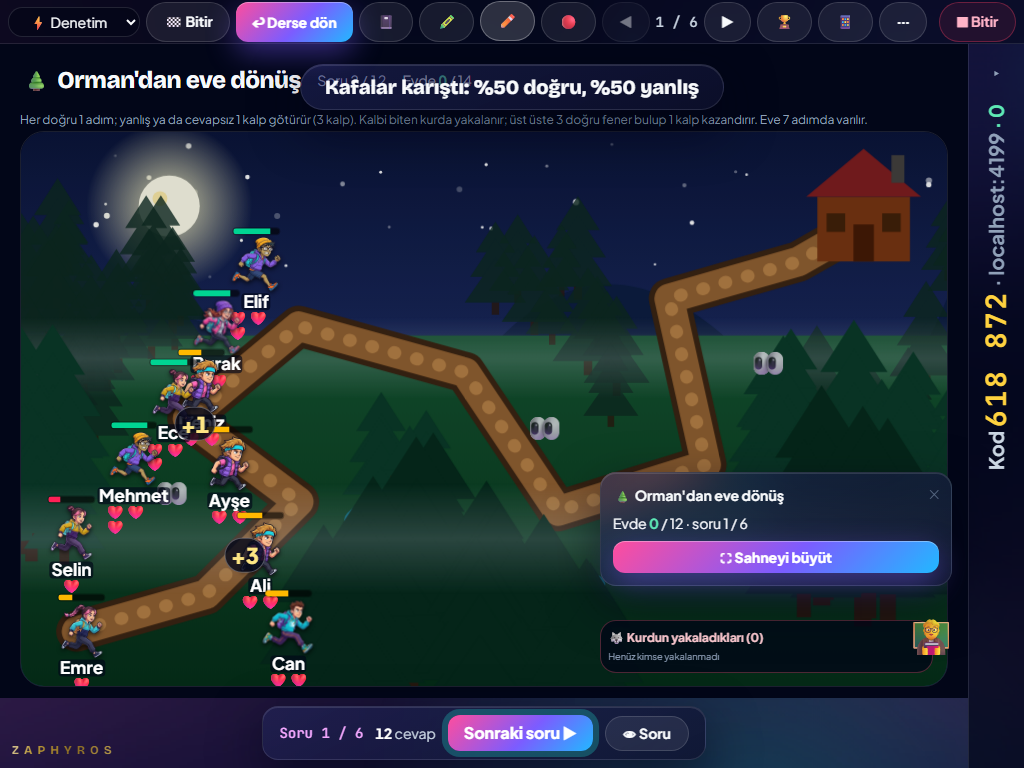 Denetim
Bitir
Derse dön
1 / 6
---
Bitir
Orman'dan eve dönüş
Kafalar karıştı: %50 doğru, %50 yanlış
Her doğru 1 adım; yanlış ya da cevapsız 1 kalp götürür (3 kalp). Kalbi biten kurda yakalanır; üst üste 3 doğru fener bulup 1 kalp kazandırır. Eve 7 adımda varılır.
Elif
Ece
+1
Mehmet
Ayşe
Selin
+3
Ali
Emre
Can
Orman'dan eve dönüş
Evde 0 / 12 · soru 1 / 6
Sahneyi büyüt
Kurdun yakaladıkları (0)
Henüz kimse yakalanmadı
Kod 618 872 · localhost:4199 · 0
Soru 1 / 6 12 cevap
Sonraki soru
Soru
ZAPHYROS